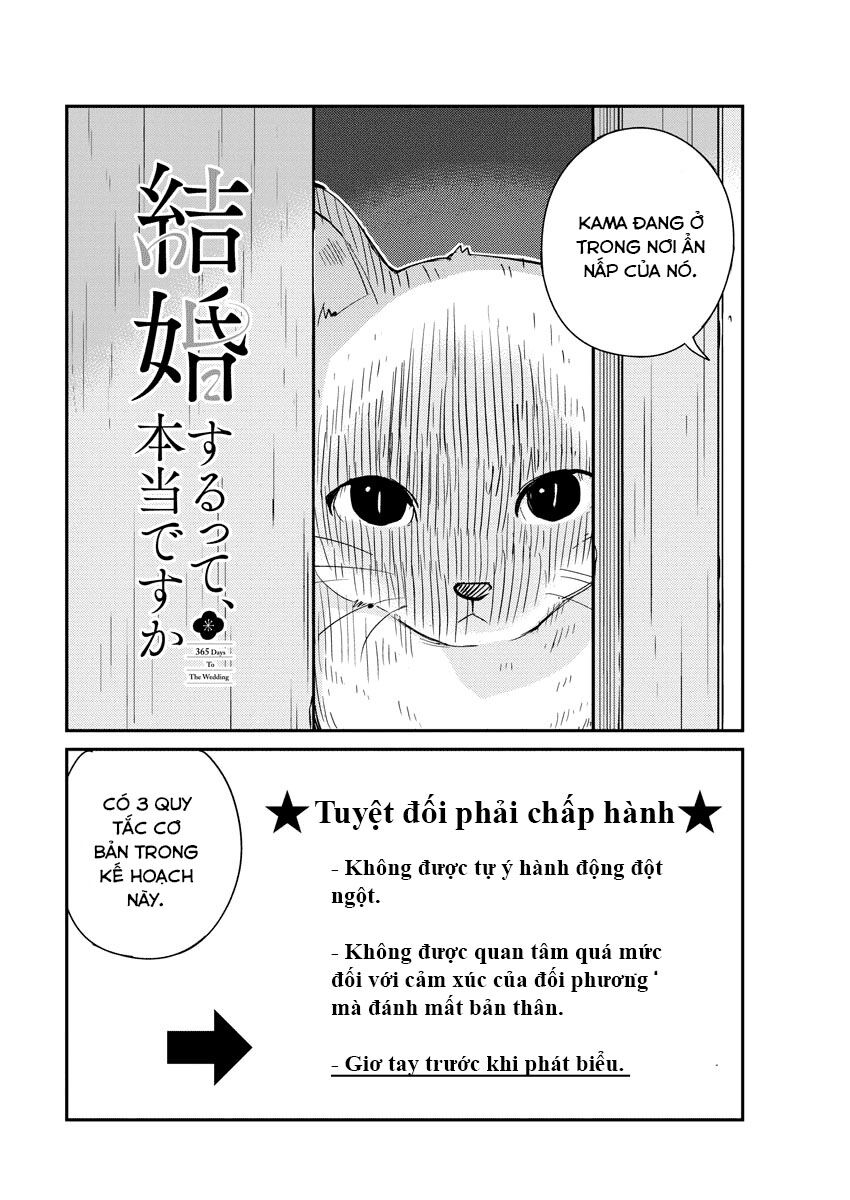 KAMA ĐANG Ở
TRONG NƠI ẨN
NẤP CỦA NÓ.
結婚するって、
本当ですか
365 Days
To
The Wedding
CÓ 3 QUY
TẮC CƠ
BẢN TRONG
KẾ HOẠCH
NÀY.
★ Tuyệt đối phải chấp hành ★
- Không được tự ý hành động đột
ngột.
- Không được quan tâm quá mức
đối với cảm xúc của đối phương
mà đánh mất bản thân.
- Giơ tay trước khi phát biểu.